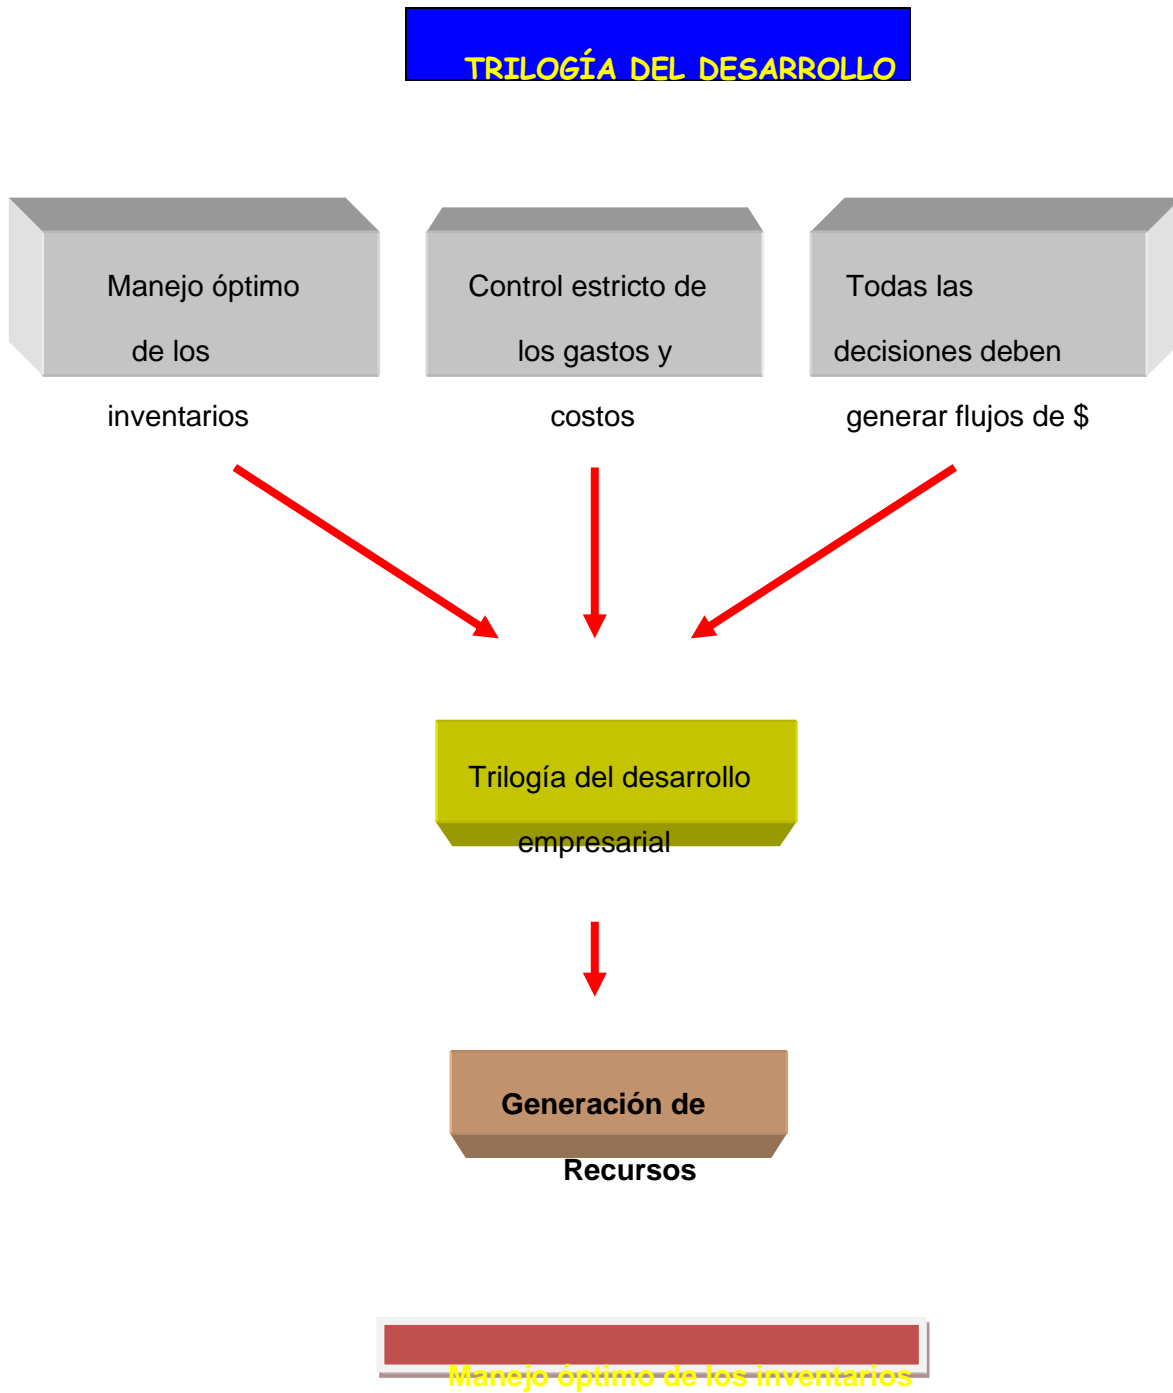 TRILOGÍA DEL DESARROLLO
Manejo óptimo
de los
inventarios
Control estricto de
los gastos y
costos
Todas las
decisiones deben
generar flujos de $
Trilogía del desarrollo
empresarial
Generación de
Recursos
Manejo óptimo de los inventarios